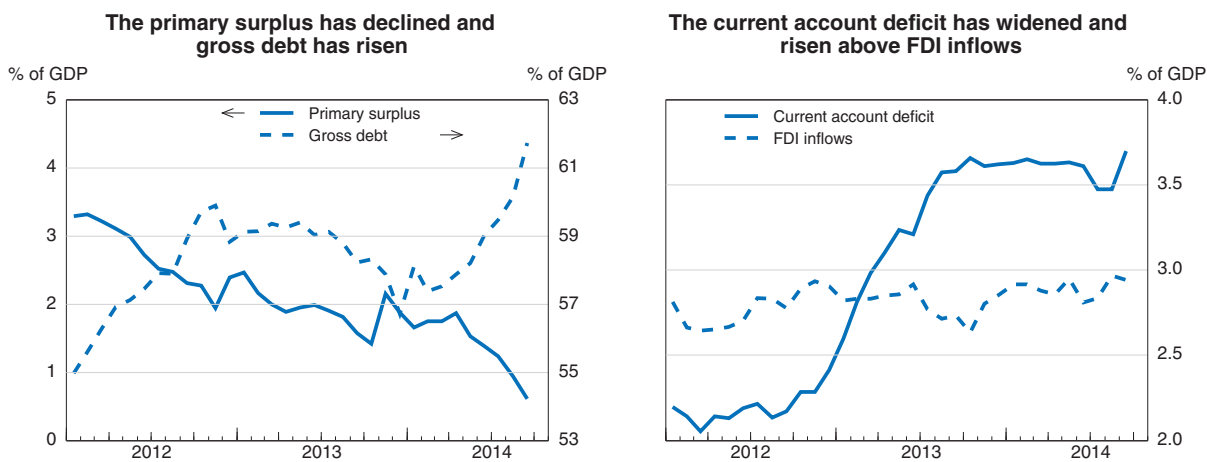 The primary surplus has declined and
gross debt has risen
% of GDP
% of GDP
5
4
3
2
1
0
63
61
59
57
55
53
Primary surplus
Gross debt
2012
2013
2014
The current account deficit has widened and
risen above FDI inflows
% of GDP
4.0
3.5
3.0
2.5
2.0
Current account deficit
FDI inflows
2012
2013
2014